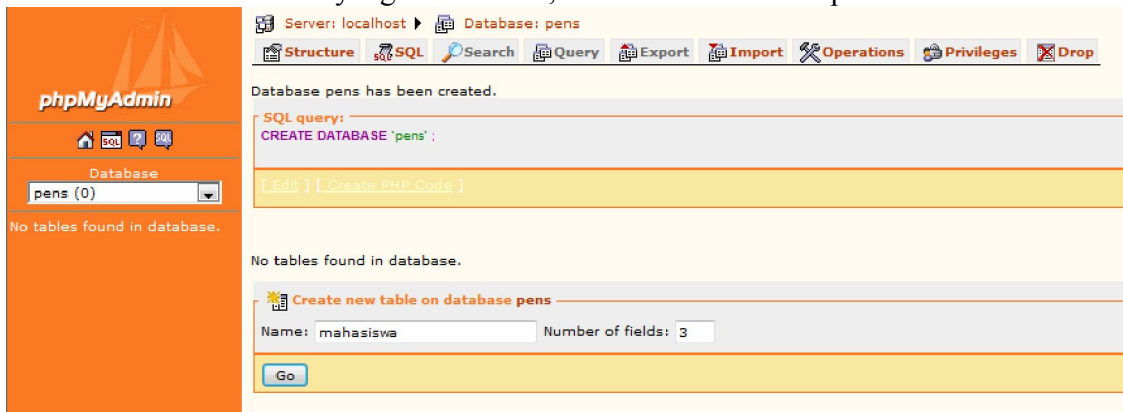 Server: localhost Database: pens
Structure SQL Search Query Export Import Operations Privileges Drop
phpMyAdmin
Database pens has been created.
SQL query:
CREATE DATABASE `pens` ;
SQL SQL
Database
[ Edit ] [ Create PHP Code ]
pens (0)
No tables found in database.
No tables found in database.
Create new table on database pens
Name: mahasiswa Number of fields: 3
Go